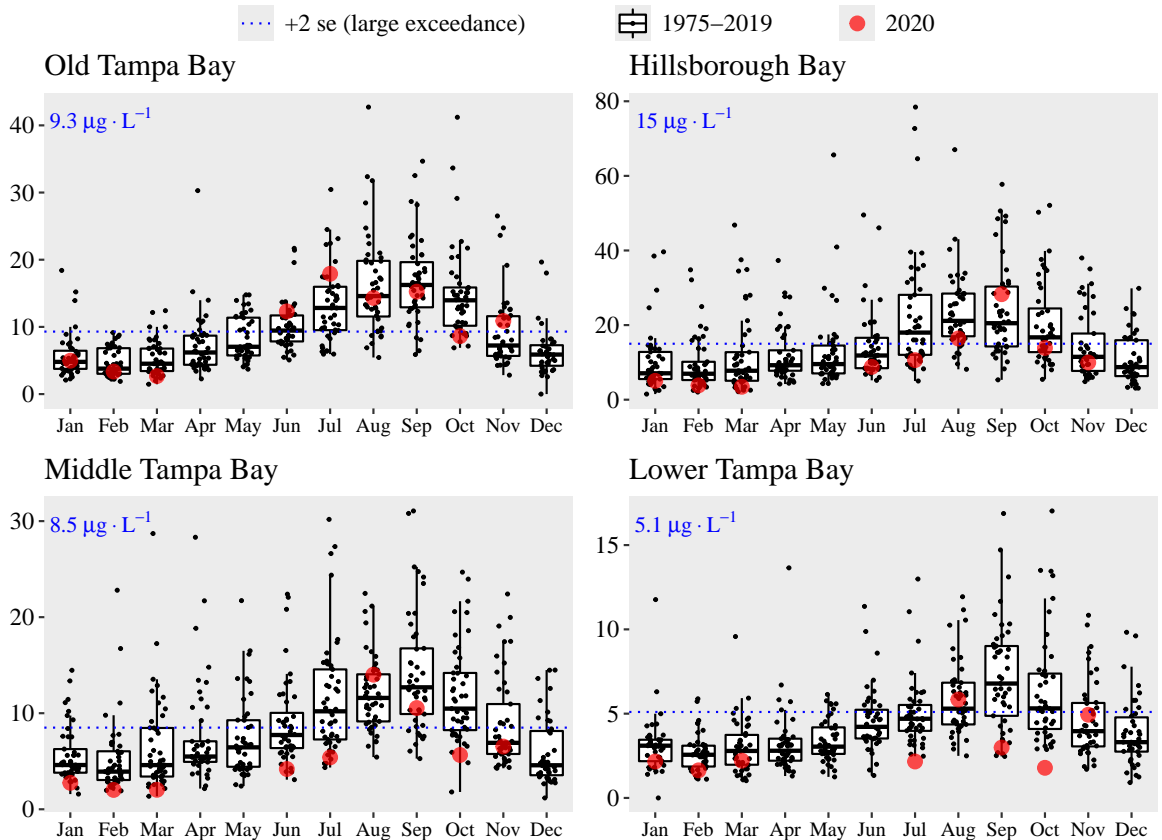 +2 se (large exceedance) 1975–2019 2020
Old Tampa Bay
9.3 μg · L⁻¹
40
30
20
10
0
Jan Feb Mar Apr May Jun Jul Aug Sep Oct Nov Dec
Hillsborough Bay
15 μg · L⁻¹
80
60
40
20
0
Jan Feb Mar Apr May Jun Jul Aug Sep Oct Nov Dec
Middle Tampa Bay
8.5 μg · L⁻¹
30
20
10
0
Jan Feb Mar Apr May Jun Jul Aug Sep Oct Nov Dec
Lower Tampa Bay
5.1 μg · L⁻¹
15
10
5
0
Jan Feb Mar Apr May Jun Jul Aug Sep Oct Nov Dec